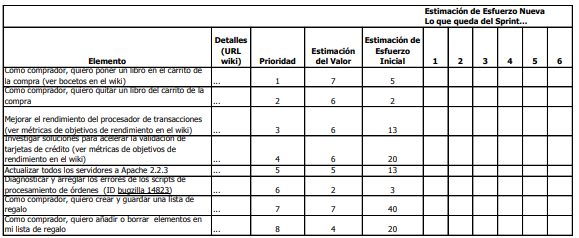 Estimación de Esfuerzo Nueva
Lo que queda del Sprint...
Elemento
Detalles
(URL
wiki)
Prioridad
Estimación
del Valor
Estimación de
Esfuerzo
Inicial
1 2 3 4 5 6
Como comprador, quiero poner un libro en el carrito de
la compra (ver bocetos en el wiki) ... 1 7 5
Como comprador, quiero quitar un libro del carrito de la
compra ... 2 6 2
Mejorar el rendimiento del procesador de transacciones
(ver métricas de objetivos de rendimiento en el wiki) ... 3 6 13
Investigar soluciones para acelerar la validación de
tarjetas de crédito (ver métricas de objetivos de
rendimiento en el wiki) ... 4 6 20
Actualizar todos los servidores a Apache 2.2.3 ... 5 5 13
Diagnosticar y arreglar los errores de los scripts de
procesamiento de órdenes (ID bugzilla 14823) ... 6 2 3
Como comprador, quiero crear y guardar una lista de
regalo ... 7 7 40
Como comprador, quiero añadir o borrar elementos en
mi lista de regalo ... 8 4 20